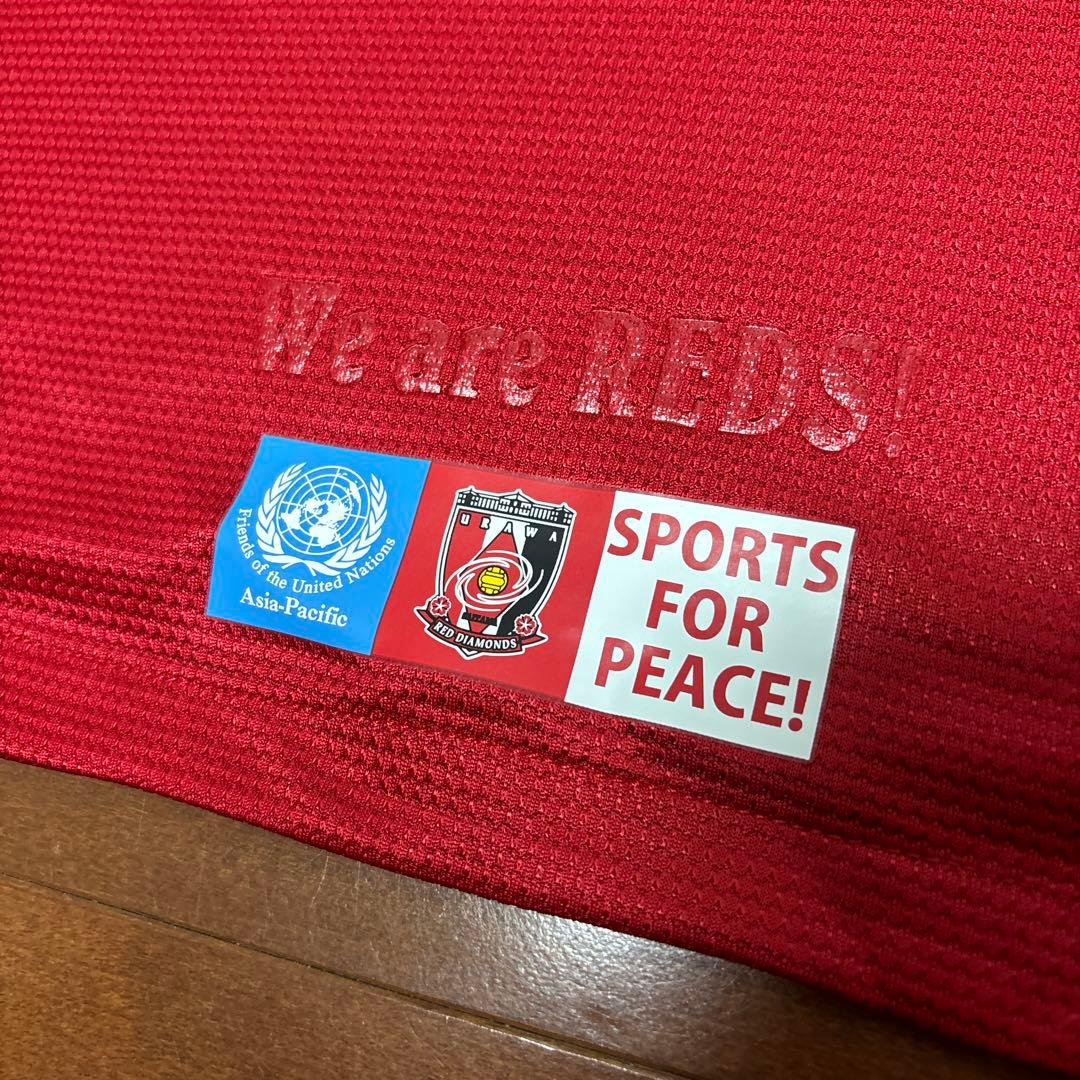 We are REDS!
Friends of the United Nations
Asia-Pacific
URAWA
RED DIAMONDS
SPORTS
FOR
PEACE!